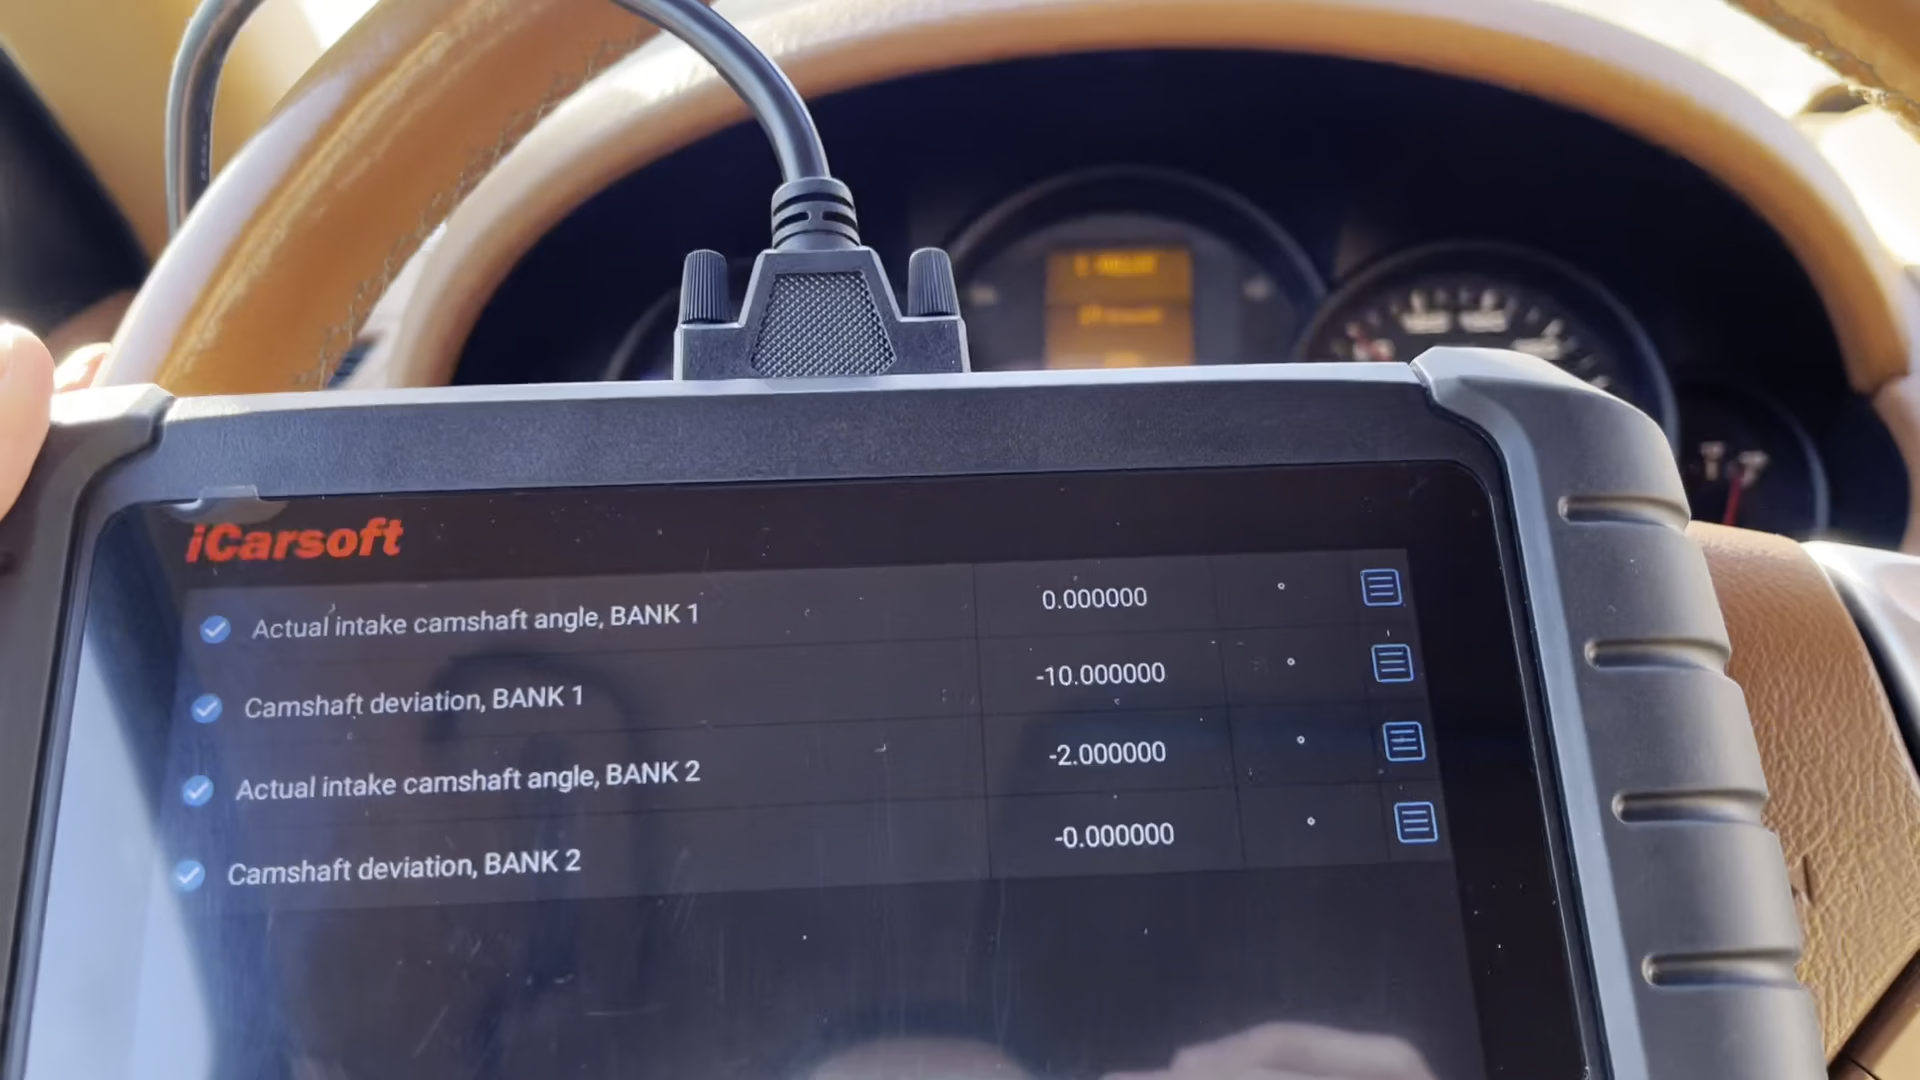 iCarsoft
Actual intake camshaft angle, BANK 1 0.000000 °
Camshaft deviation, BANK 1 -10.000000 °
Actual intake camshaft angle, BANK 2 -2.000000 °
Camshaft deviation, BANK 2 -0.000000 °